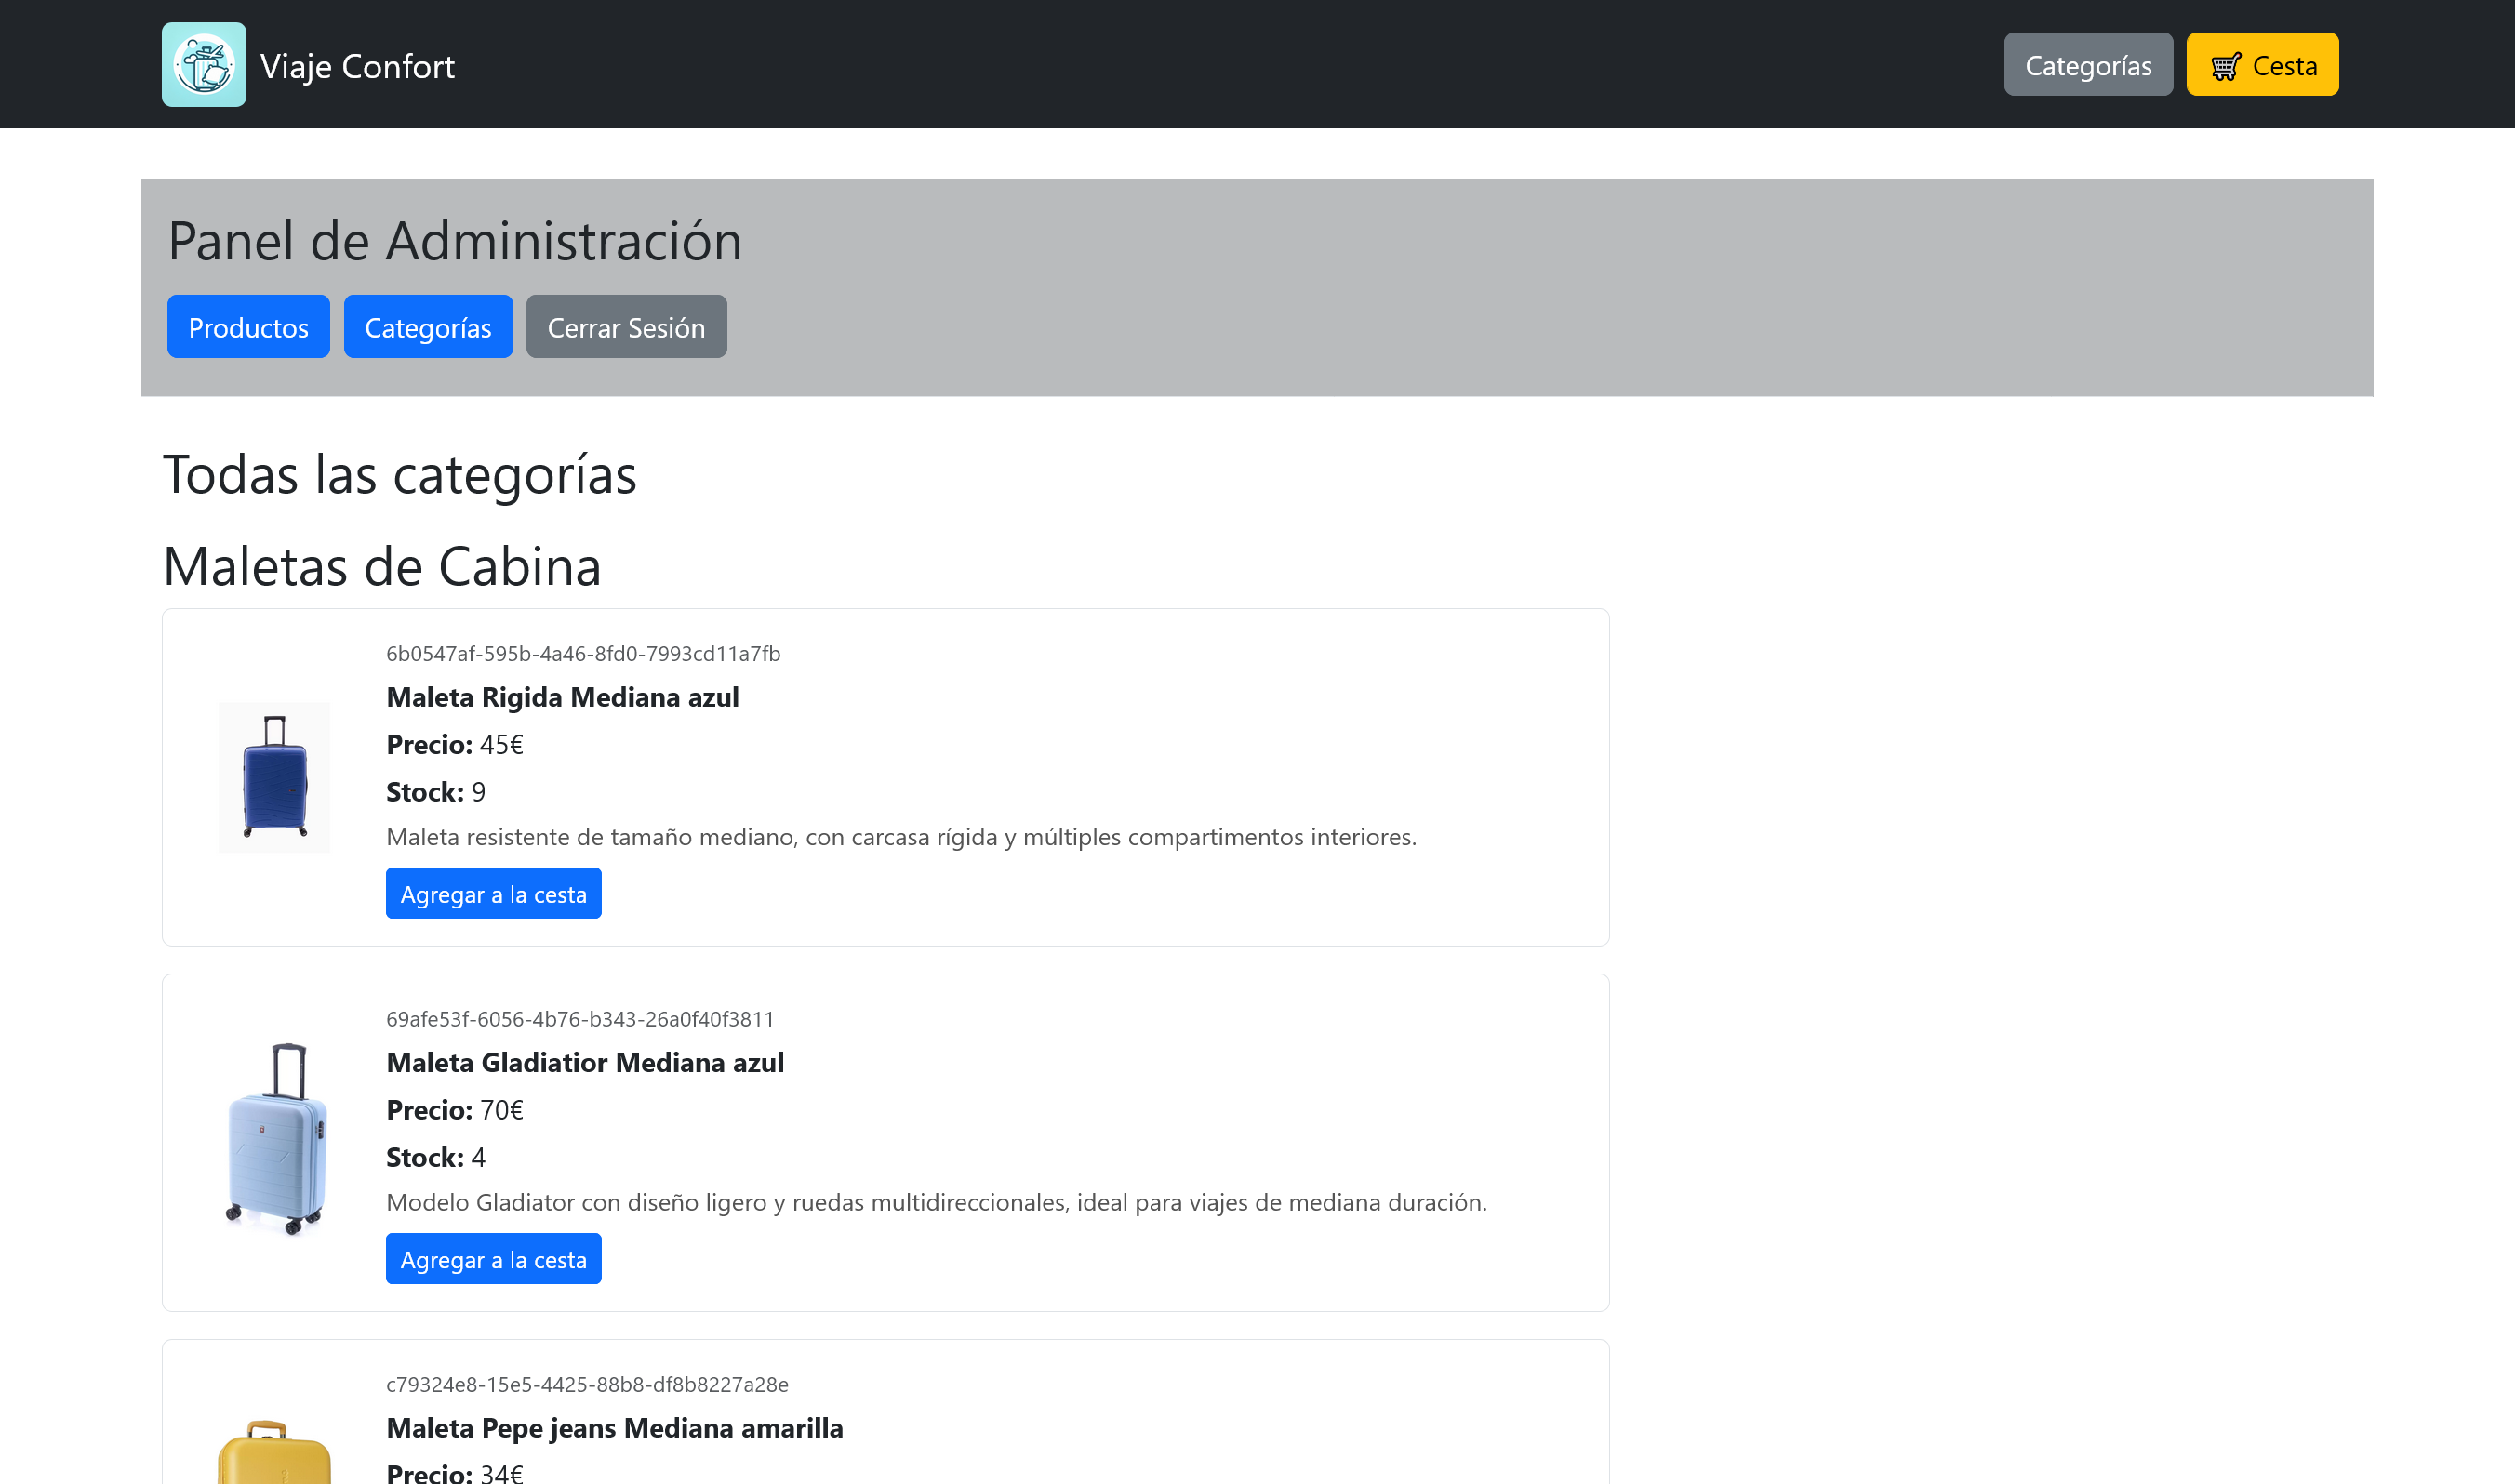 Viaje Confort
Categorías
Cesta
Panel de Administración
Productos
Categorías
Cerrar Sesión
Todas las categorías
Maletas de Cabina
6b0547af-595b-4a46-8fd0-7993cd11a7fb
Maleta Rigida Mediana azul
Precio: 45€
Stock: 9
Maleta resistente de tamaño mediano, con carcasa rígida y múltiples compartimentos interiores.
Agregar a la cesta
69afe53f-6056-4b76-b343-26a0f40f3811
Maleta Gladiatior Mediana azul
Precio: 70€
Stock: 4
Modelo Gladiator con diseño ligero y ruedas multidireccionales, ideal para viajes de mediana duración.
Agregar a la cesta
c79324e8-15e5-4425-88b8-df8b8227a28e
Maleta Pepe jeans Mediana amarilla
Precio: 34€